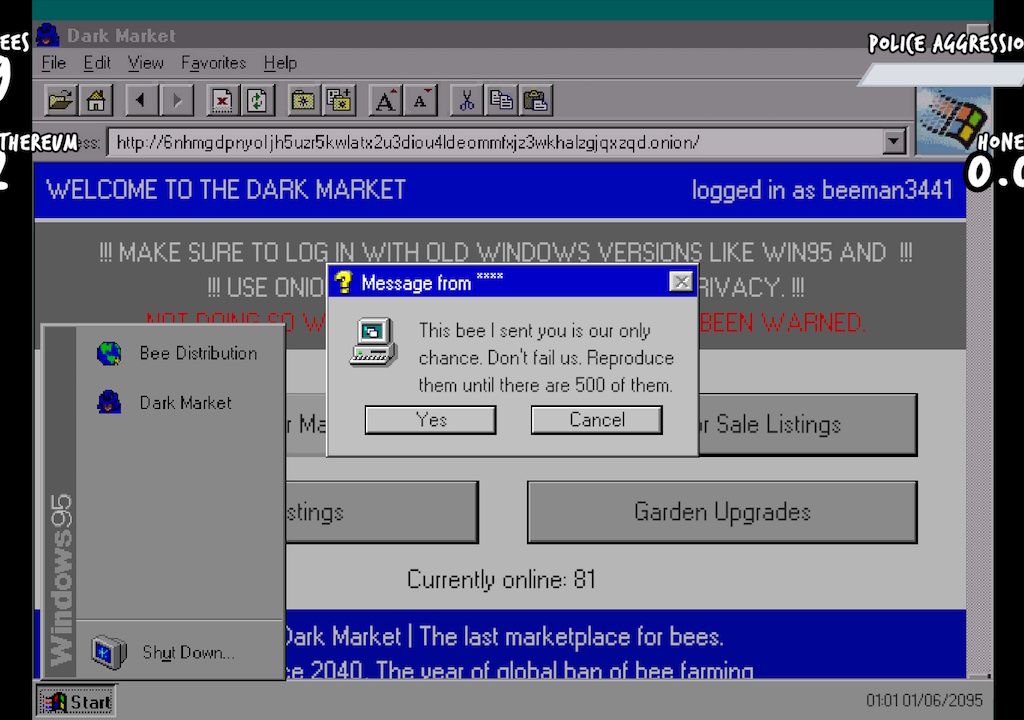 Dark Market
POLICE AGGRESSIO
EES
9
File Edit View Favorites Help
A A
THEREUM
2
ss: http://6nhmgdpnyoljh5uzr5kwlatx2u3diou4ldeommfxjz3wkhalzgjqxzqd.onion/
HONE
0.0
WELCOME TO THE DARK MARKET
logged in as beeman3441
!!! MAKE SURE TO LOG IN WITH OLD WINDOWS VERSIONS LIKE WIN95 AND !!!
!!! USE ONIO
RIVACY. !!!
NOT DOING SO W
BEEN WARNED.
Message from ****
This bee I sent you is our only
chance. Don't fail us. Reproduce
them until there are 500 of them.
Yes
Cancel
Bee Distribution
Dark Market
r Ma
r Sale Listings
stings
Garden Upgrades
Currently online: 81
Dark Market | The last marketplace for bees.
ce 2040. The year of global ban of bee farming
Windows95
Shut Down...
Start
01:01 01/06/2095